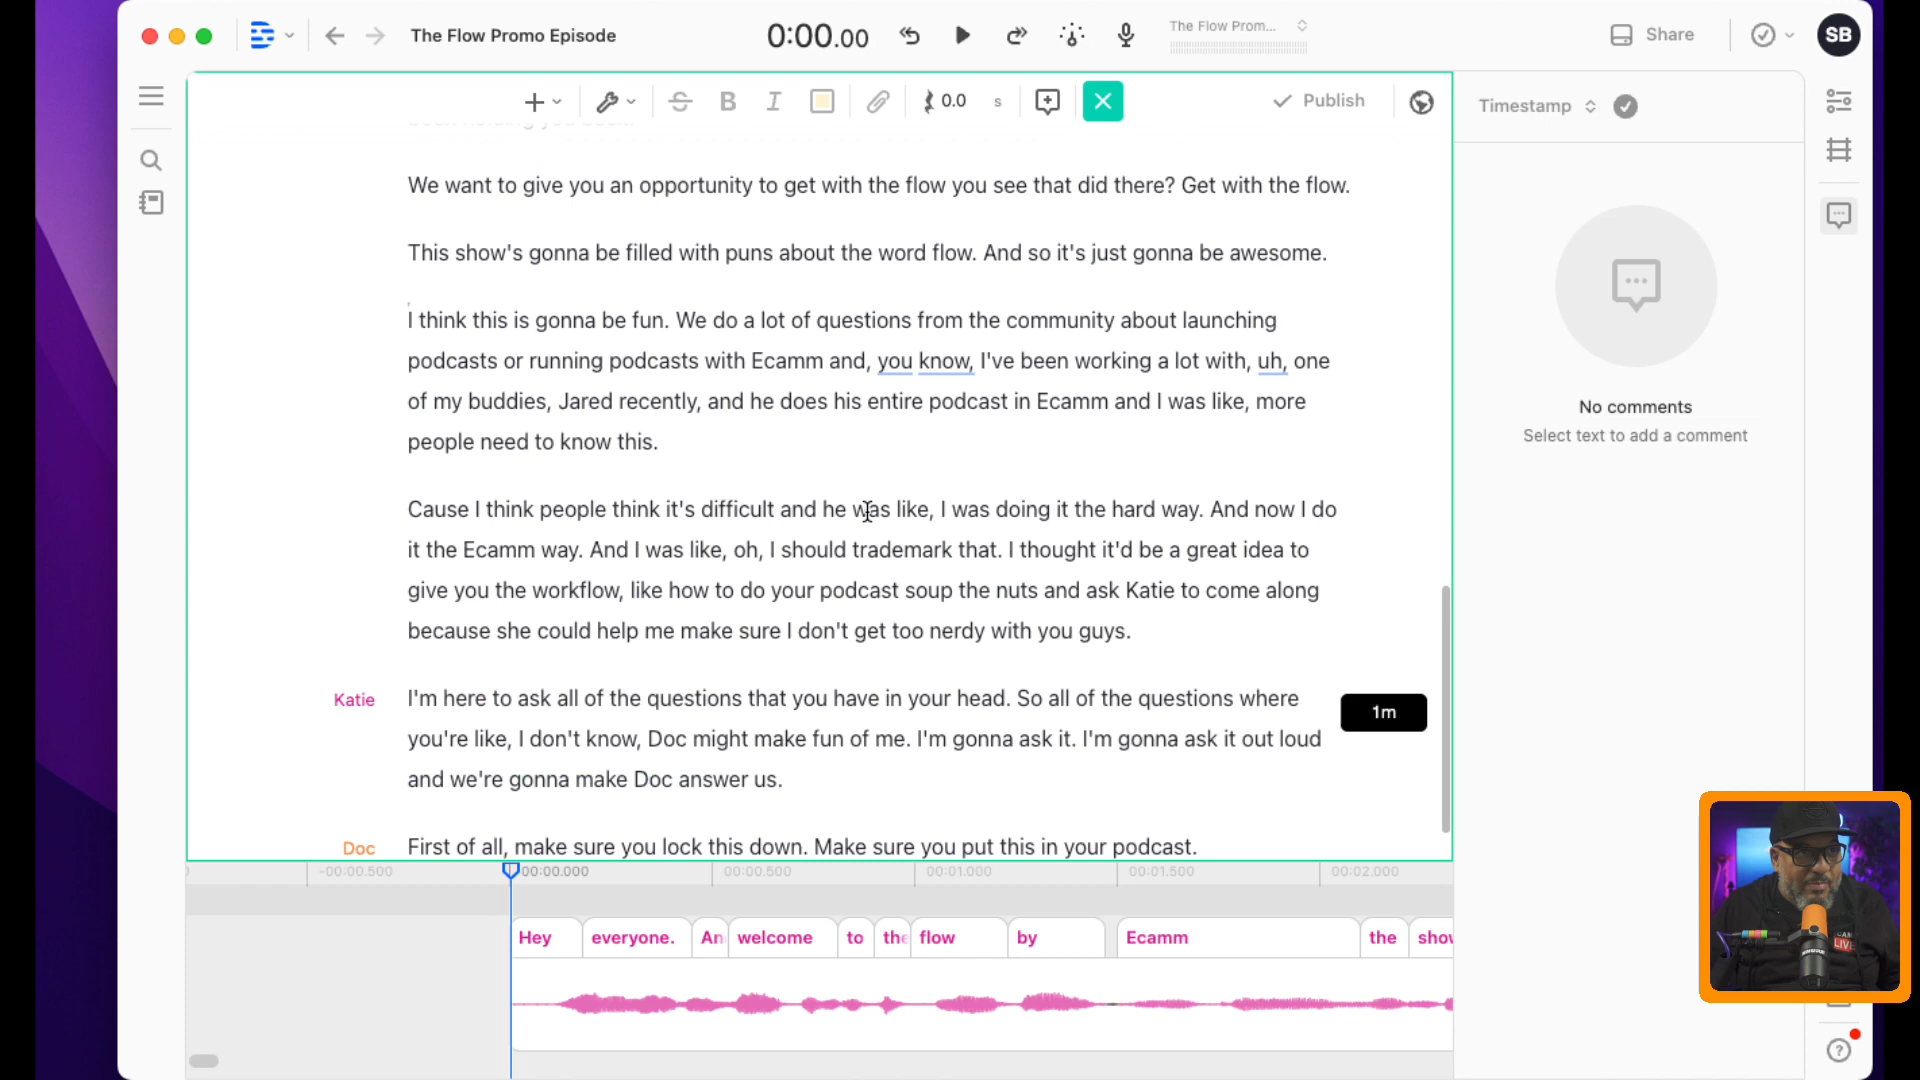 The Flow Promo Episode
0:00.00
The Flow Prom...
Share
SB
0.0 s
Publish
Timestamp
We want to give you an opportunity to get with the flow you see that did there? Get with the flow.
This show's gonna be filled with puns about the word flow. And so it's just gonna be awesome.
I think this is gonna be fun. We do a lot of questions from the community about launching
podcasts or running podcasts with Ecamm and, you know, I've been working a lot with, uh, one
of my buddies, Jared recently, and he does his entire podcast in Ecamm and I was like, more
people need to know this.
No comments
Select text to add a comment
Cause I think people think it's difficult and he was like, I was doing it the hard way. And now I do
it the Ecamm way. And I was like, oh, I should trademark that. I thought it'd be a great idea to
give you the workflow, like how to do your podcast soup the nuts and ask Katie to come along
because she could help me make sure I don't get too nerdy with you guys.
Katie I'm here to ask all of the questions that you have in your head. So all of the questions where
you're like, I don't know, Doc might make fun of me. I'm gonna ask it. I'm gonna ask it out loud
and we're gonna make Doc answer us.
1m
Doc First of all, make sure you lock this down. Make sure you put this in your podcast.
-00:00.500 00:00.000 00:00.500 00:01.000 00:01.500 00:02.000
Hey everyone. An welcome to the flow by Ecamm the show
LIVE